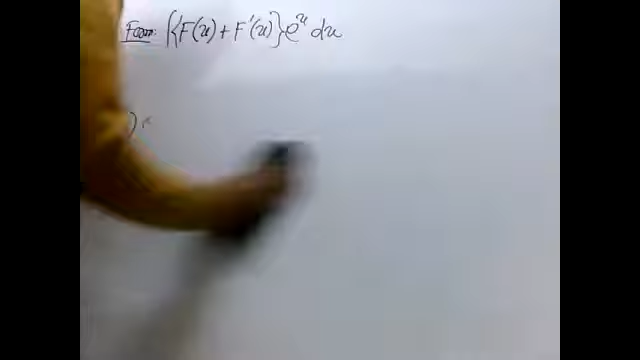 Form: ∫{F(x) + F'(x)}eˣ dx
)